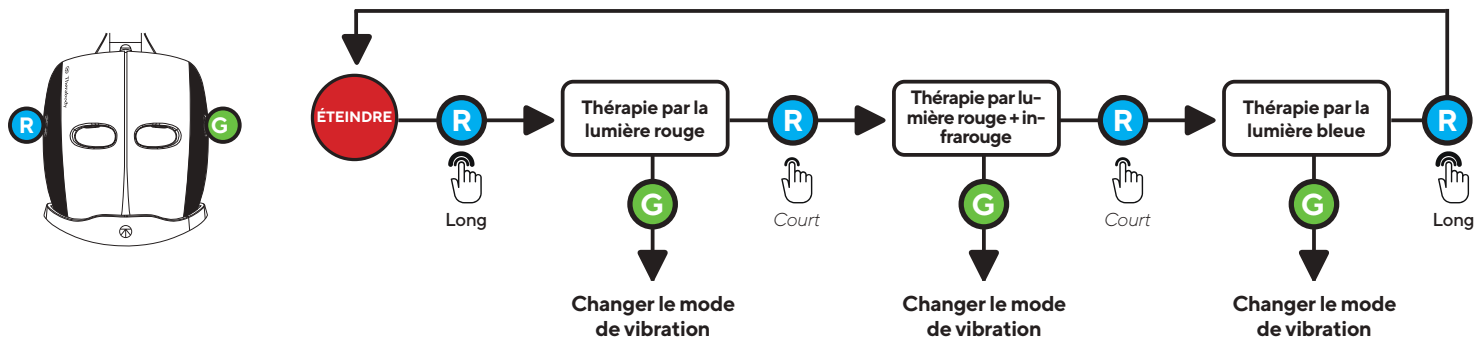 R
G
Therabody
ÉTEINDRE
R
Long
Thérapie par la
lumière rouge
G
Changer le mode
de vibration
R
Court
Thérapie par lu-
mière rouge + in-
frarouge
G
Changer le mode
de vibration
R
Court
Thérapie par la
lumière bleue
G
Changer le mode
de vibration
R
Long